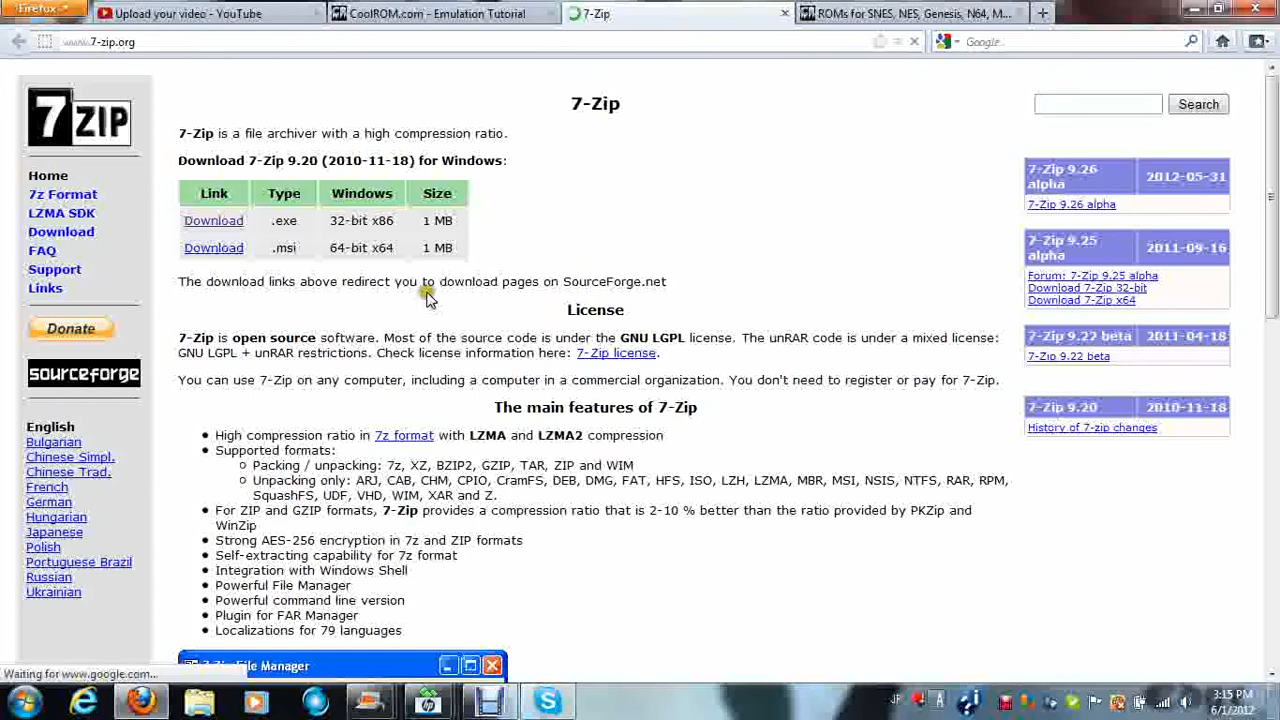 Firefox
Upload your video - YouTube
CoolROM.com - Emulation Tutorial
7-Zip
ROMs for SNES, NES, Genesis, N64, M...
www.7-zip.org
Google
7ZIP
Home
7z Format
LZMA SDK
Download
FAQ
Support
Links
Donate
sourceforge
English
Bulgarian
Chinese Simpl.
Chinese Trad.
French
German
Hungarian
Japanese
Polish
Portuguese Brazil
Russian
Ukrainian
7-Zip
7-Zip is a file archiver with a high compression ratio.
Download 7-Zip 9.20 (2010-11-18) for Windows:
Link Type Windows Size
Download .exe 32-bit x86 1 MB
Download .msi 64-bit x64 1 MB
The download links above redirect you to download pages on SourceForge.net
License
7-Zip is open source software. Most of the source code is under the GNU LGPL license. The unRAR code is under a mixed license:
GNU LGPL + unRAR restrictions. Check license information here: 7-Zip license.
You can use 7-Zip on any computer, including a computer in a commercial organization. You don't need to register or pay for 7-Zip.
The main features of 7-Zip
High compression ratio in 7z format with LZMA and LZMA2 compression
Supported formats:
Packing / unpacking: 7z, XZ, BZIP2, GZIP, TAR, ZIP and WIM
Unpacking only: ARJ, CAB, CHM, CPIO, CramFS, DEB, DMG, FAT, HFS, ISO, LZH, LZMA, MBR, MSI, NSIS, NTFS, RAR, RPM,
SquashFS, UDF, VHD, WIM, XAR and Z.
For ZIP and GZIP formats, 7-Zip provides a compression ratio that is 2-10 % better than the ratio provided by PKZip and
WinZip
Strong AES-256 encryption in 7z and ZIP formats
Self-extracting capability for 7z format
Integration with Windows Shell
Powerful File Manager
Powerful command line version
Plugin for FAR Manager
Localizations for 79 languages
7-Zip File Manager
Search
7-Zip 9.26
alpha
2012-05-31
7-Zip 9.26 alpha
7-Zip 9.25
alpha
2011-09-16
Forum: 7-Zip 9.25 alpha
Download 7-Zip 32-bit
Download 7-Zip x64
7-Zip 9.22 beta 2011-04-18
7-Zip 9.22 beta
7-Zip 9.20 2010-11-18
History of 7-zip changes
Waiting for www.google.com...
JP
A
3:15 PM
6/1/2012